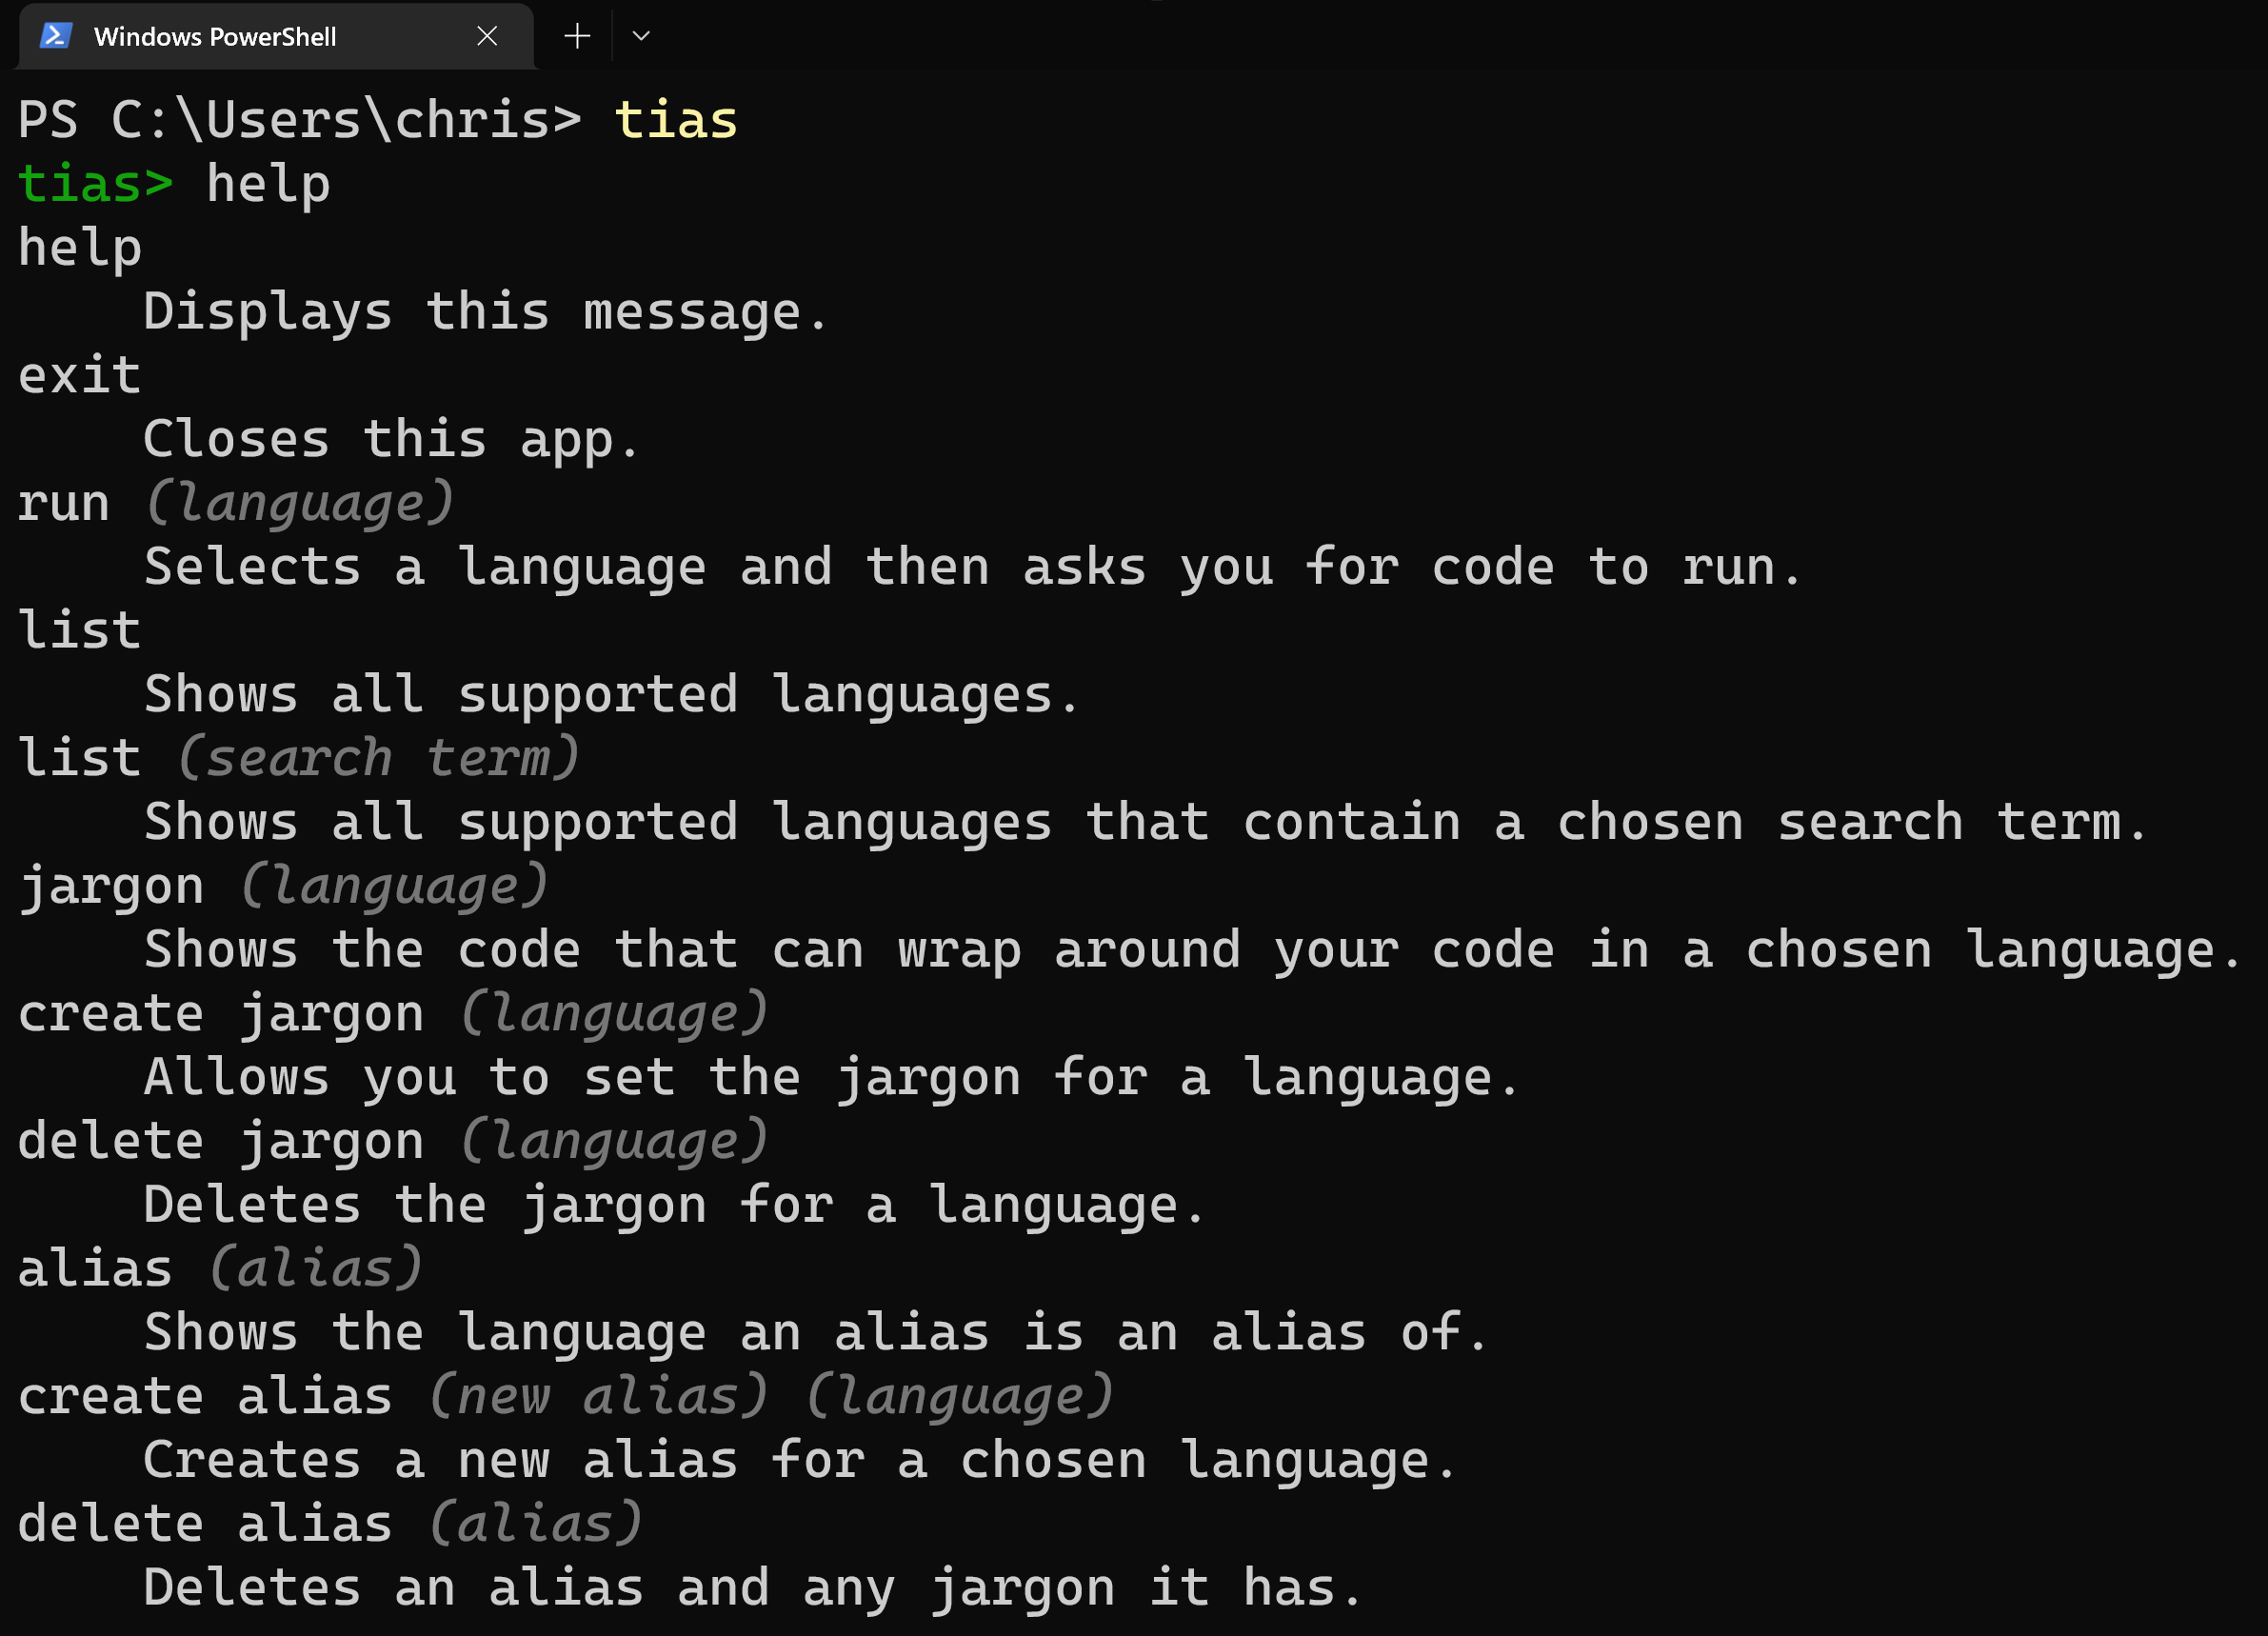 Windows PowerShell
PS C:\Users\chris> tias
tias> help
help
    Displays this message.
exit
    Closes this app.
run (language)
    Selects a language and then asks you for code to run.
list
    Shows all supported languages.
list (search term)
    Shows all supported languages that contain a chosen search term.
jargon (language)
    Shows the code that can wrap around your code in a chosen language.
create jargon (language)
    Allows you to set the jargon for a language.
delete jargon (language)
    Deletes the jargon for a language.
alias (alias)
    Shows the language an alias is an alias of.
create alias (new alias) (language)
    Creates a new alias for a chosen language.
delete alias (alias)
    Deletes an alias and any jargon it has.